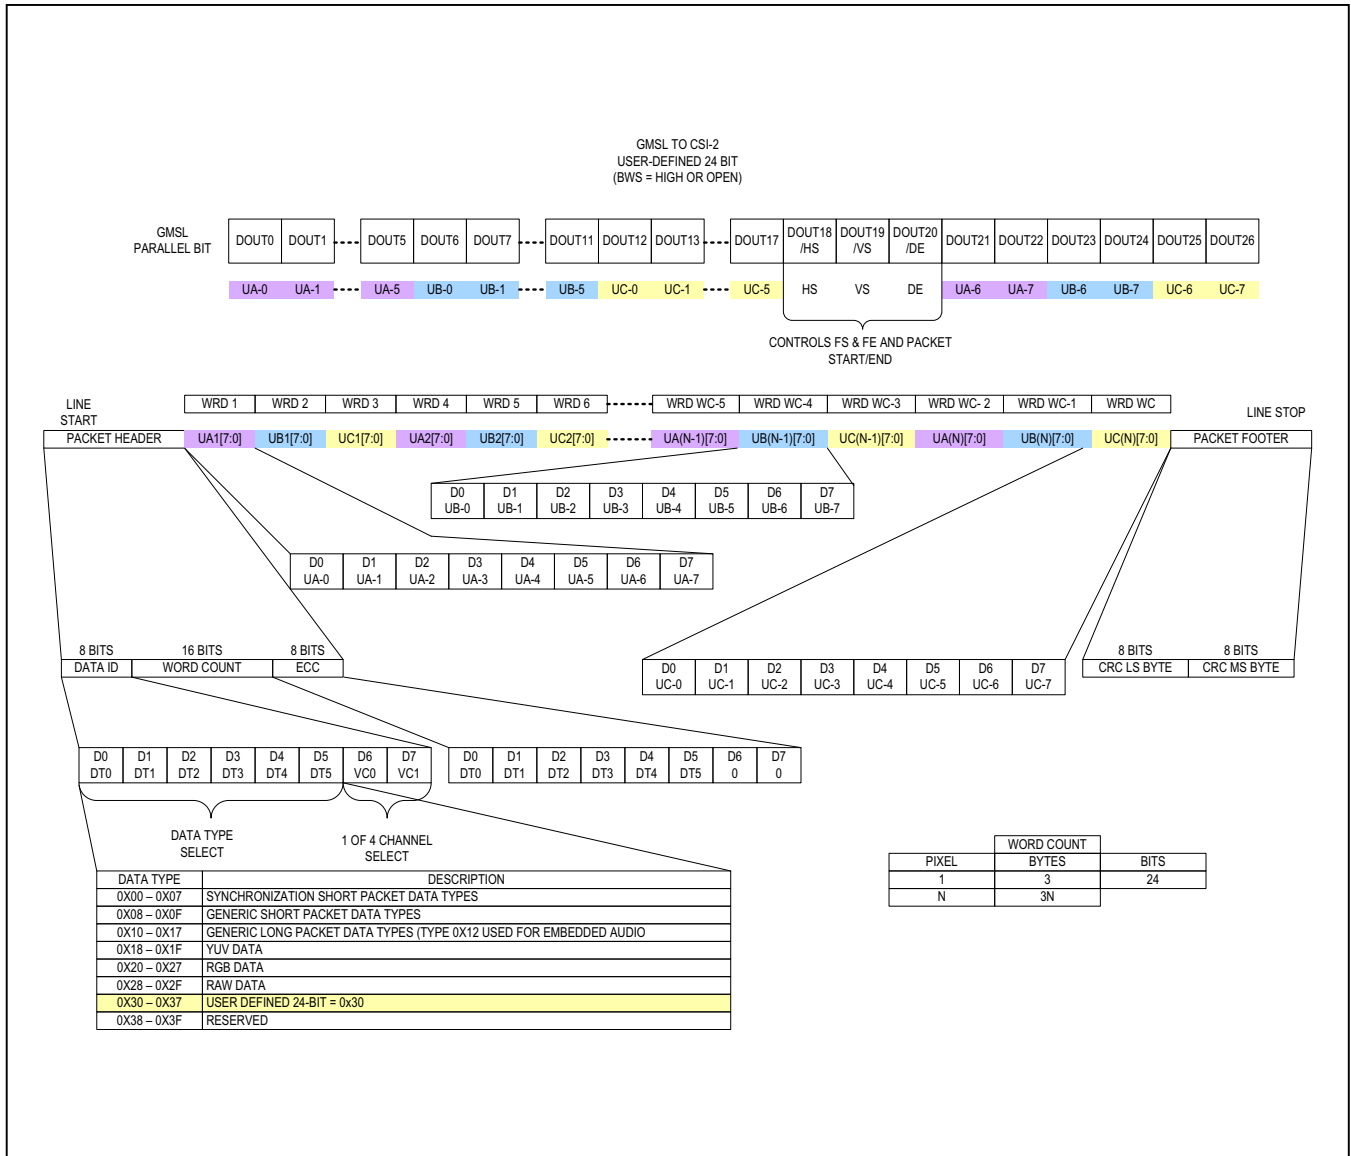 GMSL TO CSI-2
USER-DEFINED 24 BIT
(BWS = HIGH OR OPEN)
GMSL
PARALLEL BIT
DOUT0 DOUT1 DOUT5 DOUT6 DOUT7 DOUT11 DOUT12 DOUT13 DOUT17 DOUT18 /HS DOUT19 /VS DOUT20 /DE DOUT21 DOUT22 DOUT23 DOUT24 DOUT25 DOUT26
UA-0 UA-1 UA-5 UB-0 UB-1 UB-5 UC-0 UC-1 UC-5 HS VS DE UA-6 UA-7 UB-6 UB-7 UC-6 UC-7
CONTROLS FS & FE AND PACKET
START/END
LINE
START
WRD 1 WRD 2 WRD 3 WRD 4 WRD 5 WRD 6 WRD WC-5 WRD WC-4 WRD WC-3 WRD WC- 2 WRD WC-1 WRD WC
LINE STOP
PACKET HEADER UA1[7:0] UB1[7:0] UC1[7:0] UA2[7:0] UB2[7:0] UC2[7:0] UA(N-1)[7:0] UB(N-1)[7:0] UC(N-1)[7:0] UA(N)[7:0] UB(N)[7:0] UC(N)[7:0] PACKET FOOTER
D0 D1 D2 D3 D4 D5 D6 D7
UB-0 UB-1 UB-2 UB-3 UB-4 UB-5 UB-6 UB-7
D0 D1 D2 D3 D4 D5 D6 D7
UA-0 UA-1 UA-2 UA-3 UA-4 UA-5 UA-6 UA-7
8 BITS 16 BITS 8 BITS
DATA ID WORD COUNT ECC
D0 D1 D2 D3 D4 D5 D6 D7
UC-0 UC-1 UC-2 UC-3 UC-4 UC-5 UC-6 UC-7
8 BITS 8 BITS
CRC LS BYTE CRC MS BYTE
D0 D1 D2 D3 D4 D5 D6 D7
DT0 DT1 DT2 DT3 DT4 DT5 VC0 VC1
D0 D1 D2 D3 D4 D5 D6 D7
DT0 DT1 DT2 DT3 DT4 DT5 0 0
DATA TYPE
SELECT
1 OF 4 CHANNEL
SELECT
DATA TYPE DESCRIPTION
0X00 – 0X07 SYNCHRONIZATION SHORT PACKET DATA TYPES
0X08 – 0X0F GENERIC SHORT PACKET DATA TYPES
0X10 – 0X17 GENERIC LONG PACKET DATA TYPES (TYPE 0X12 USED FOR EMBEDDED AUDIO
0X18 – 0X1F YUV DATA
0X20 – 0X27 RGB DATA
0X28 – 0X2F RAW DATA
0X30 – 0X37 USER DEFINED 24-BIT = 0x30
0X38 – 0X3F RESERVED
WORD COUNT
PIXEL BYTES BITS
1 3 24
N 3N